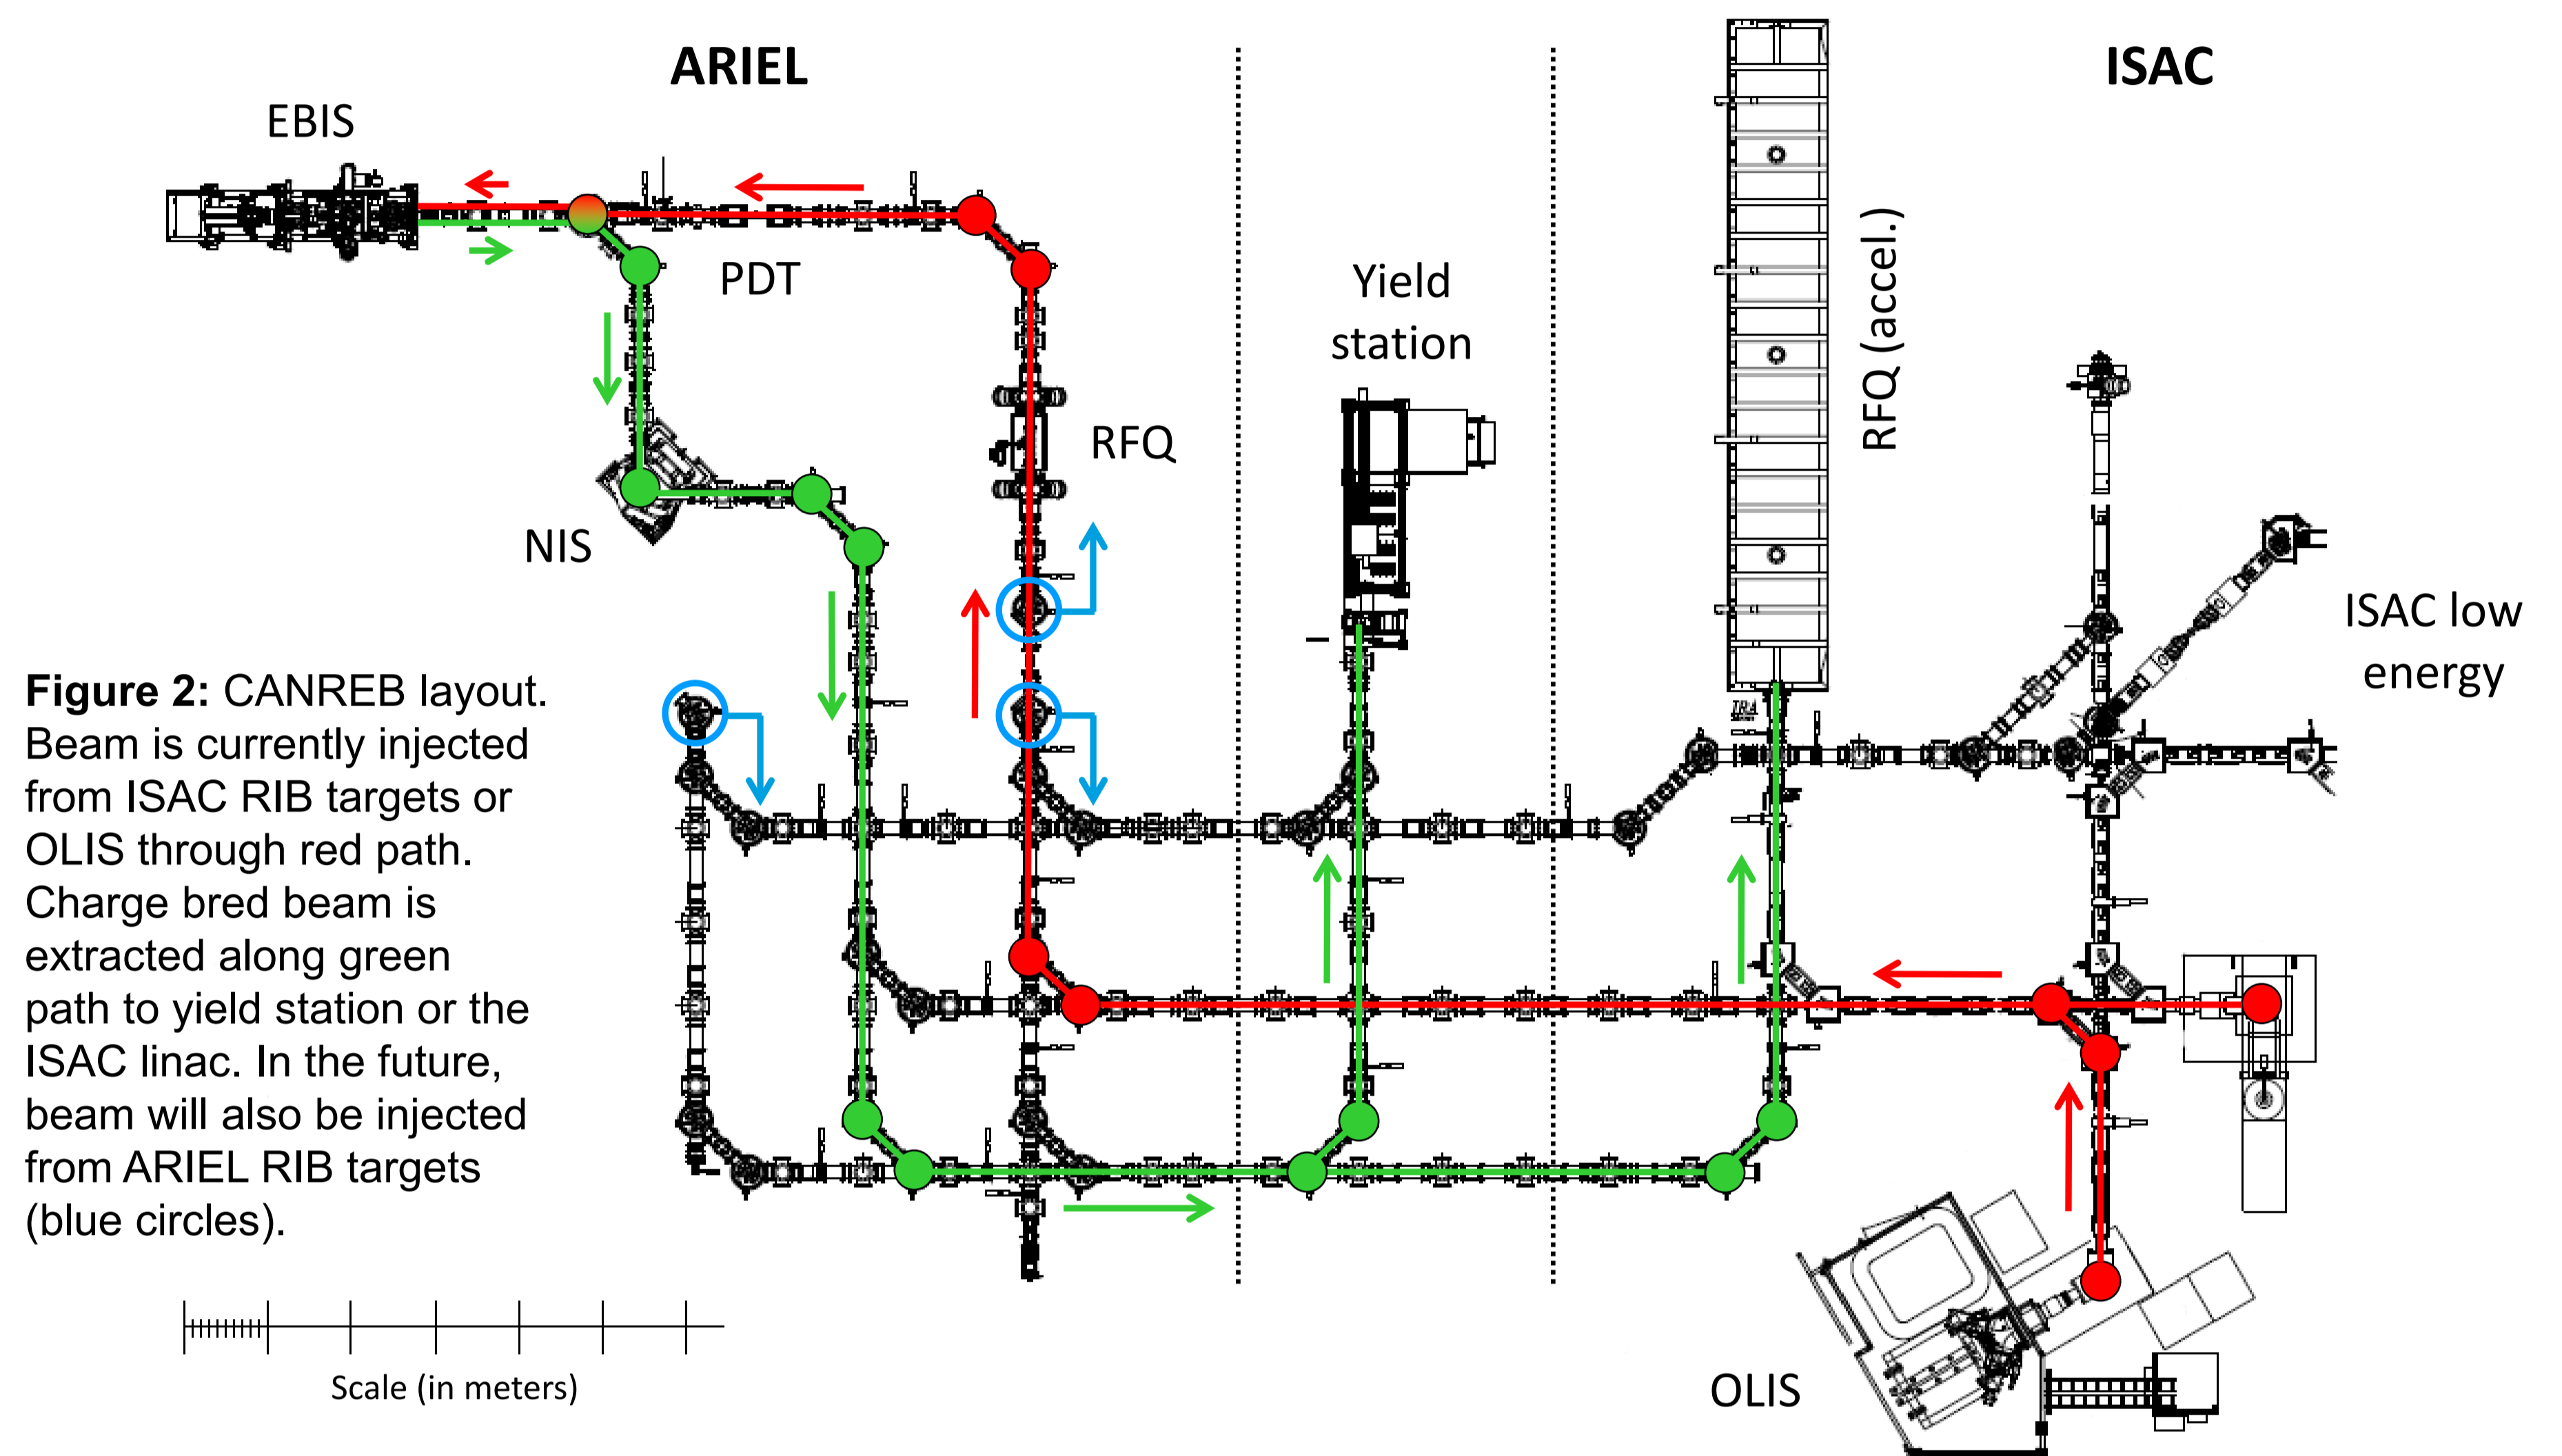 ARIEL
ISAC
EBIS
PDT
NIS
RFQ
Yield
station
RFQ (accel.)
ISAC low
energy
IRA
Figure 2: CANREB layout.
Beam is currently injected
from ISAC RIB targets or
OLIS through red path.
Charge bred beam is
extracted along green
path to yield station or the
ISAC linac. In the future,
beam will also be injected
from ARIEL RIB targets
(blue circles).
Scale (in meters)
OLIS